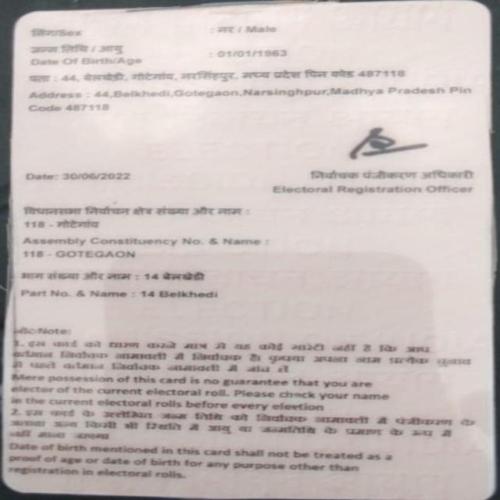 लिंग/Sex : नर / Male
जन्म तिथि / आयु
Date Of Birth/Age : 01/01/1963
पता : 44, बेलखेड़ी, गोटेगांव, नरसिंहपुर, मध्य प्रदेश पिन कोड 487118
Address : 44,Belkhedi,Gotegaon,Narsinghpur,Madhya Pradesh Pin
Code 487118
Date: 30/06/2022
निर्वाचक पंजीकरण अधिकारी
Electoral Registration Officer
विधानसभा निर्वाचन क्षेत्र संख्या और नाम :
118 - गोटेगांव
Assembly Constituency No. & Name :
118 - GOTEGAON
भाग संख्या और नाम : 14 बेलखेड़ी
Part No. & Name : 14 Belkhedi
नोट/Note:
1. इस कार्ड को धारण करने मात्र से यह कोई गारंटी नहीं है कि आप
वर्तमान निर्वाचक नामावली में निर्वाचक हैं। कृपया अपना नाम प्रत्येक चुनाव
से पहले वर्तमान निर्वाचक नामावली में जांच लें
Mere possession of this card is no guarantee that you are
elector of the current electoral roll. Please check your name
in the current electoral rolls before every election
2. इस कार्ड के उल्लेखित जन्म तिथि को निर्वाचक नामावली में पंजीकरण के
अलावा अन्य किसी भी स्थिति में आयु या जन्मतिथि के प्रमाण के रूप में
नहीं माना जाएगा
Date of birth mentioned in this card shall not be treated as a
proof of age or date of birth for any purpose other than
registration in electoral rolls.